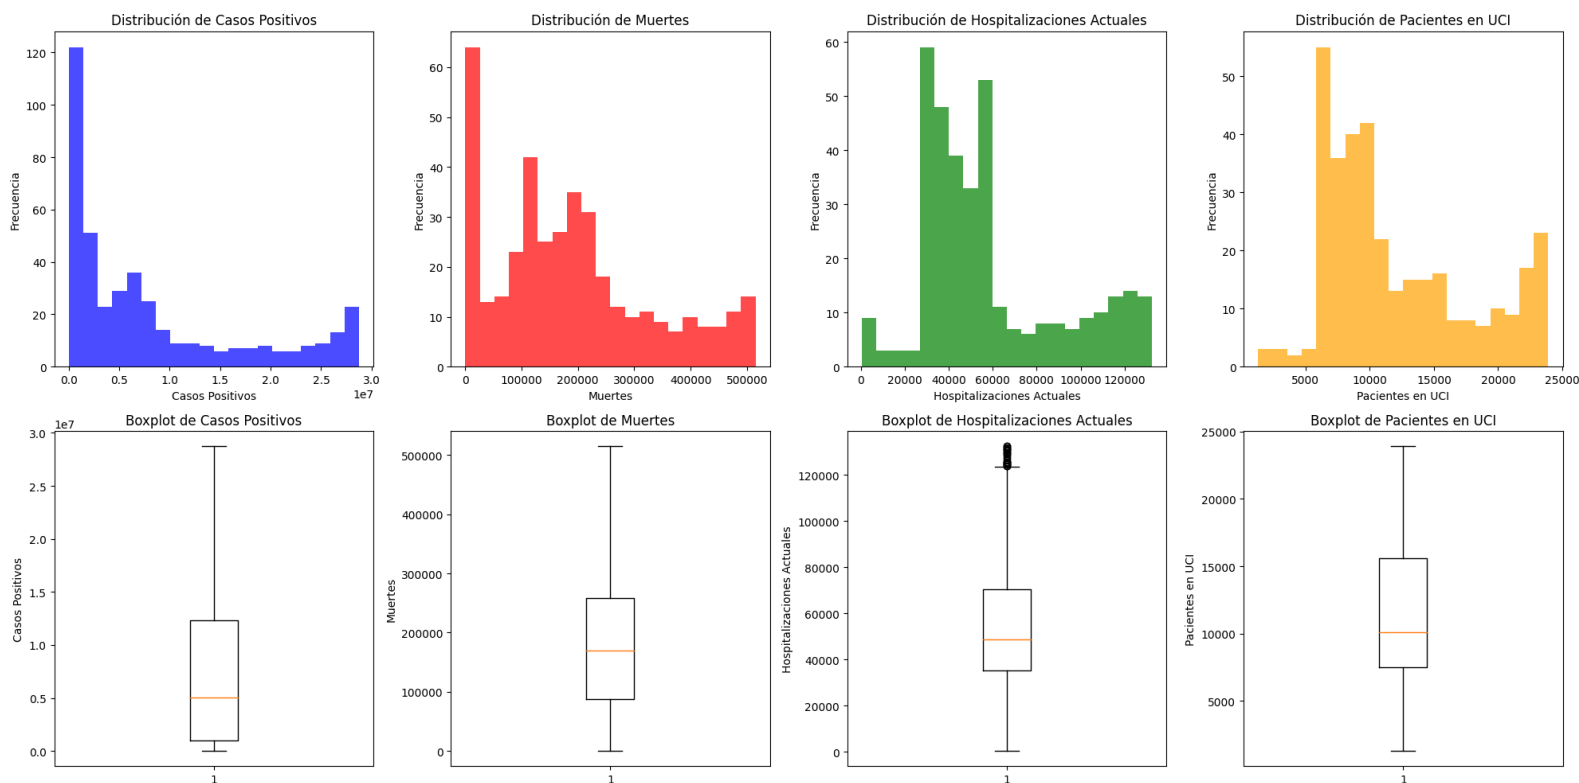 Distribución de Casos Positivos
120
100
80
60
40
20
0
Frecuencia
0.0 0.5 1.0 1.5 2.0 2.5 3.0
1e7
Casos Positivos
Distribución de Muertes
60
50
40
30
20
10
0
Frecuencia
0 100000 200000 300000 400000 500000
Muertes
Distribución de Hospitalizaciones Actuales
60
50
40
30
20
10
0
Frecuencia
0 20000 40000 60000 80000 100000 120000
Hospitalizaciones Actuales
Distribución de Pacientes en UCI
50
40
30
20
10
0
Frecuencia
5000 10000 15000 20000 25000
Pacientes en UCI
Boxplot de Casos Positivos
1e7
3.0
2.5
2.0
1.5
1.0
0.5
0.0
Casos Positivos
1
Boxplot de Muertes
500000
400000
300000
200000
100000
0
Muertes
1
Boxplot de Hospitalizaciones Actuales
120000
100000
80000
60000
40000
20000
0
Hospitalizaciones Actuales
1
Boxplot de Pacientes en UCI
25000
20000
15000
10000
5000
Pacientes en UCI
1